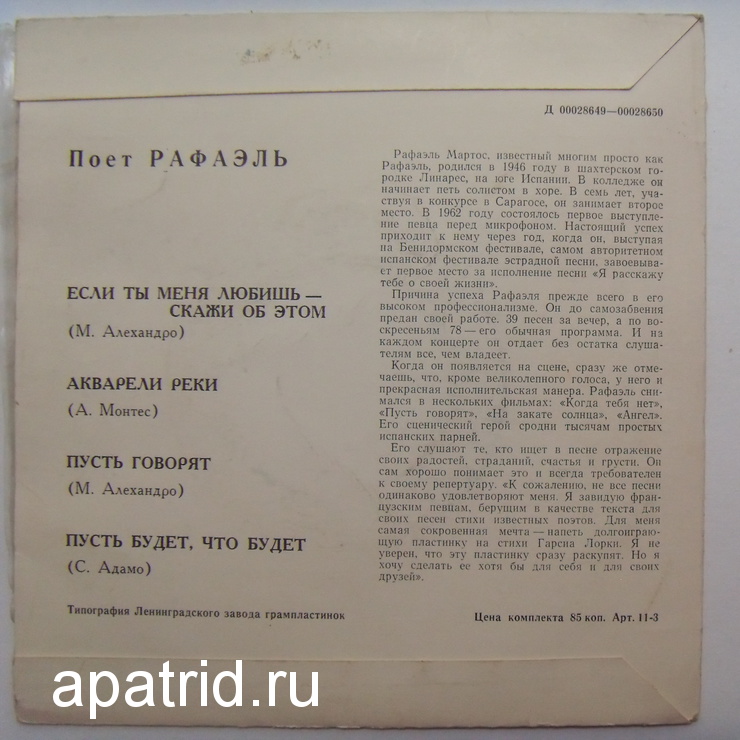 Д 00028649—00028650
Поет РАФАЭЛЬ
ЕСЛИ ТЫ МЕНЯ ЛЮБИШЬ —
СКАЖИ ОБ ЭТОМ
(М. Алехандро)
АКВАРЕЛИ РЕКИ
(А. Монтес)
ПУСТЬ ГОВОРЯТ
(М. Алехандро)
ПУСТЬ БУДЕТ, ЧТО БУДЕТ
(С. Адамо)
Типография Ленинградского завода грампластинок
Рафаэль Мартос, известный многим просто как
Рафаэль, родился в 1946 году в шахтерском го-
родке Линарес, на юге Испании. В колледже он
начинает петь солистом в хоре. В семь лет, уча-
ствуя в конкурсе в Сарагосе, он занимает второе
место. В 1962 году состоялось первое выступле-
ние певца перед микрофоном. Настоящий успех
приходит к нему через год, когда он, выступая
на Бенидормском фестивале, самом авторитетном
испанском фестивале эстрадной песни, завоевыва-
ет первое место за исполнение песни «Я расскажу
тебе о своей жизни».
Причина успеха Рафаэля прежде всего в его
высоком профессионализме. Он до самозабвения
предан своей работе. 39 песен за вечер, а по во-
скресеньям 78 — его обычная программа. И на
каждом концерте он отдает без остатка слуша-
телям все, чем владеет.
Когда он появляется на сцене, сразу же отме-
чаешь, что, кроме великолепного голоса, у него и
прекрасная исполнительская манера. Рафаэль сни-
мался в нескольких фильмах: «Когда тебя нет»,
«Пусть говорят», «На закате солнца», «Ангел».
Его сценический герой сродни тысячам простых
испанских парней.
Его слушают те, кто ищет в песне отражение
своих радостей, страданий, счастья и грусти. Он
сам хорошо понимает это и всегда требователен
к своему репертуару. «К сожалению, не все песни
одинаково удовлетворяют меня. Я завидую фран-
цузским певцам, берущим в качестве текста для
своих песен стихи известных поэтов. Для меня
самая сокровенная мечта — напеть долгоиграю-
щую пластинку на стихи Гарсиа Лорки. Я не
уверен, что эту пластинку сразу раскупят. Но я
хочу сделать ее хотя бы для себя и для своих
друзей».
Цена комплекта 85 коп. Арт. 11-3
apatrid.ru